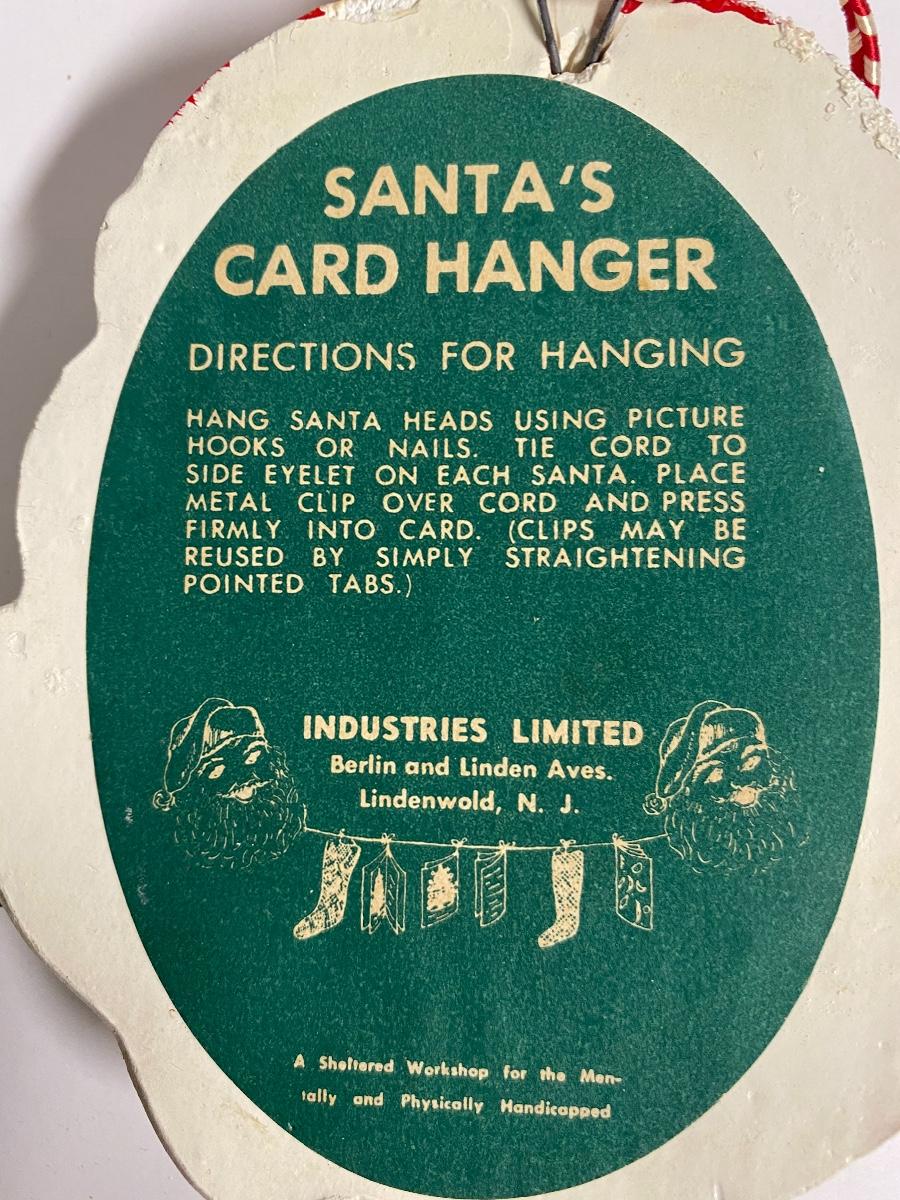 SANTA'S
CARD HANGER
DIRECTIONS FOR HANGING
HANG SANTA HEADS USING PICTURE
HOOKS OR NAILS. TIE CORD TO
SIDE EYELET ON EACH SANTA. PLACE
METAL CLIP OVER CORD AND PRESS
FIRMLY INTO CARD. (CLIPS MAY BE
REUSED BY SIMPLY STRAIGHTENING
POINTED TABS.)
INDUSTRIES LIMITED
Berlin and Linden Aves.
Lindenwold, N. J.
A Sheltered Workshop for the Men-
tally and Physically Handicapped